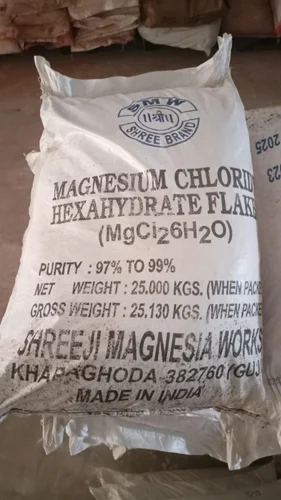 SMW
॥श्री॥
SHREE BRAND
MAGNESIUM CHLORID
HEXAHYDRATE FLAKE
(MgCl26H2O)
PURITY : 97% TO 99%
NET WEIGHT : 25.000 KGS. (WHEN PACKE
GROSS WEIGHT : 25.130 KGS. (WHEN PACKE
SHREEJI MAGNESIA WORKS
KHARAGHODA 382760 (GUJ
MADE IN INDIA
2025